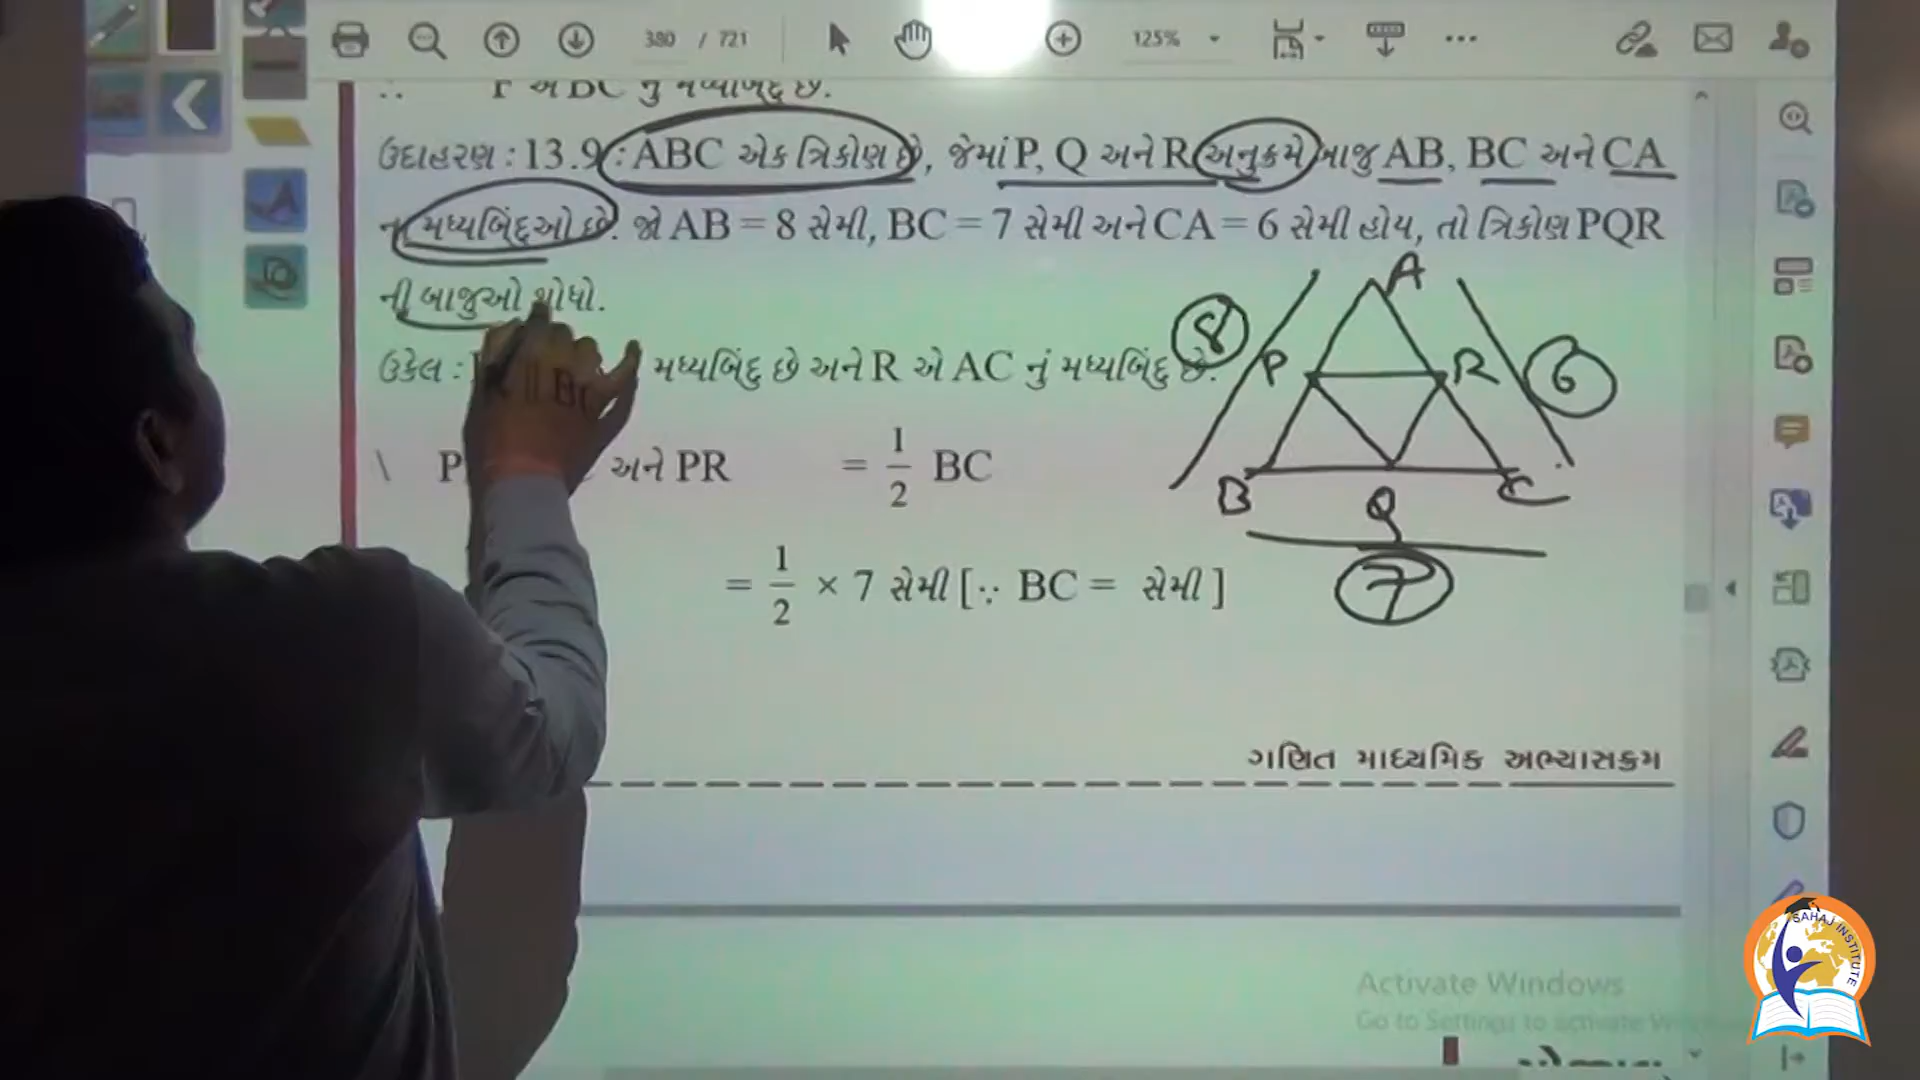 380 / 721
125%
ઉદાહરણ : 13.9 : ABC એક ત્રિકોણ છે, જેમાં P, Q અને R અનુક્રમે બાજુ AB, BC અને CA
ના મધ્યબિંદુઓ છે. જો AB = 8 સેમી, BC = 7 સેમી અને CA = 6 સેમી હોય, તો ત્રિકોણ PQR
ની બાજુઓ શોધો.
ઉકેલ : મધ્યબિંદુ છે અને R એ AC નું મધ્યબિંદુ છે.
\ P અને PR = 1/2 BC
= 1/2 × 7 સેમી [∵ BC = સેમી ]
A
8
P
R
6
B
Q
C
7
ગણિત માધ્યમિક અભ્યાસક્રમ
Activate Windows
Go to Settings to activate
SAHAJ INSTITUTE